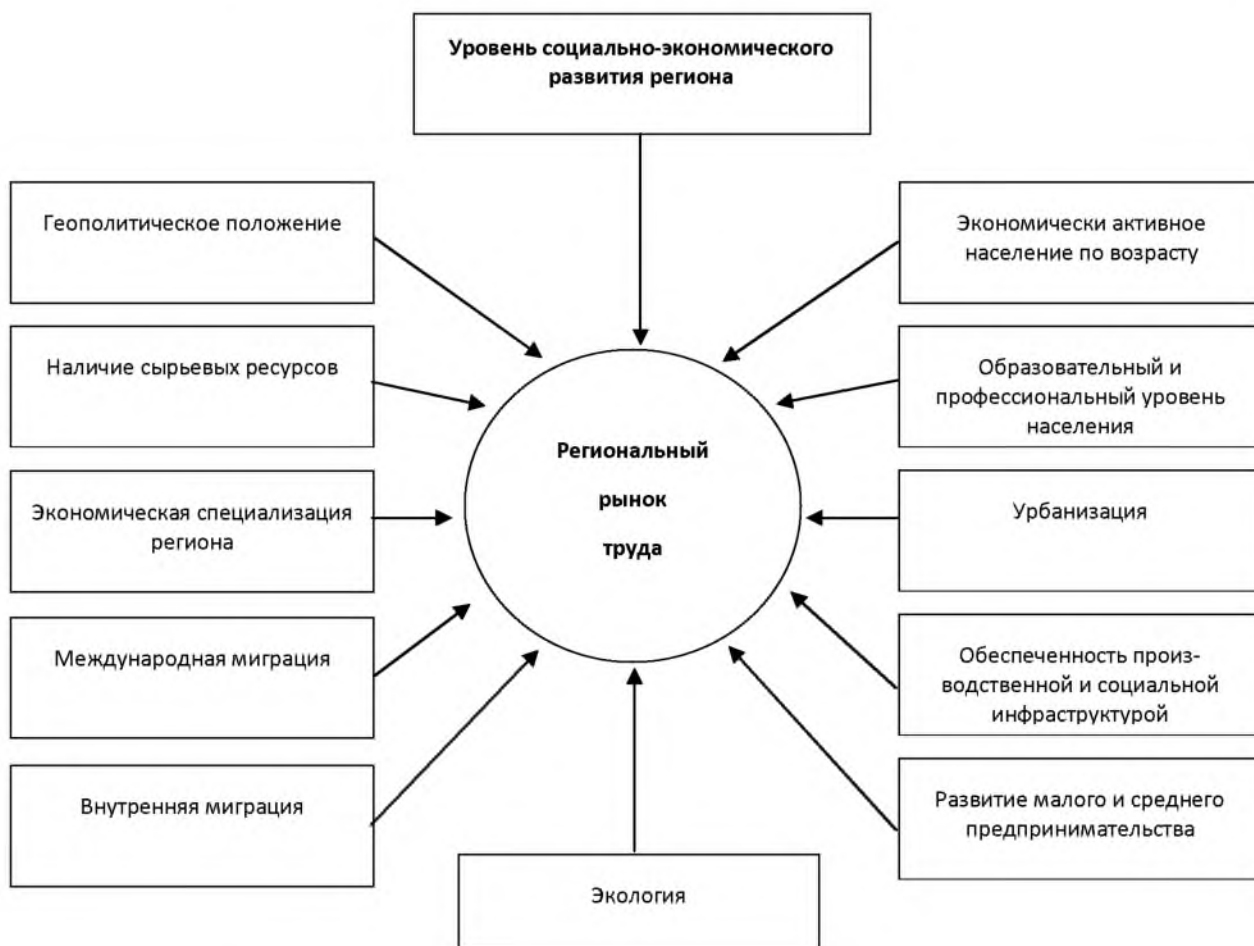 Уровень социально-экономического
развития региона
Геополитическое положение
Наличие сырьевых ресурсов
Экономическая специализация
региона
Международная миграция
Внутренняя миграция
Региональный
рынок
труда
Экономически активное
население по возрасту
Образовательный и
профессиональный уровень
населения
Урбанизация
Обеспеченность произ-
водственной и социальной
инфраструктурой
Развитие малого и среднего
предпринимательства
Экология